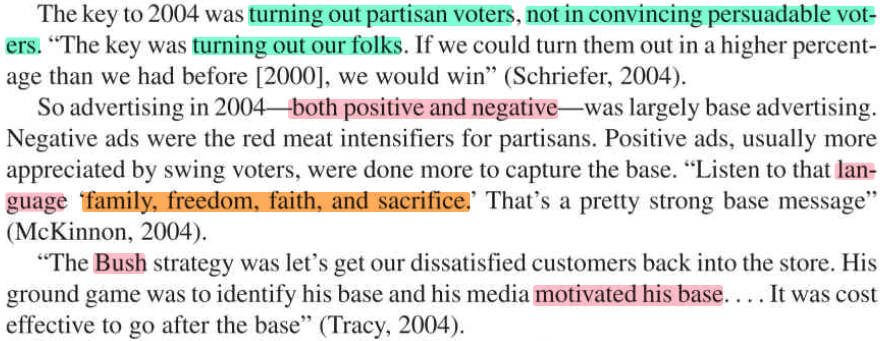 The key to 2004 was turning out partisan voters, not in convincing persuadable vot-
ers. “The key was turning out our folks. If we could turn them out in a higher percent-
age than we had before [2000], we would win” (Schriefer, 2004).
So advertising in 2004—both positive and negative—was largely base advertising.
Negative ads were the red meat intensifiers for partisans. Positive ads, usually more
appreciated by swing voters, were done more to capture the base. “Listen to that lan-
guage ‘family, freedom, faith, and sacrifice.’ That’s a pretty strong base message”
(McKinnon, 2004).
“The Bush strategy was let’s get our dissatisfied customers back into the store. His
ground game was to identify his base and his media motivated his base. . . . It was cost
effective to go after the base” (Tracy, 2004).